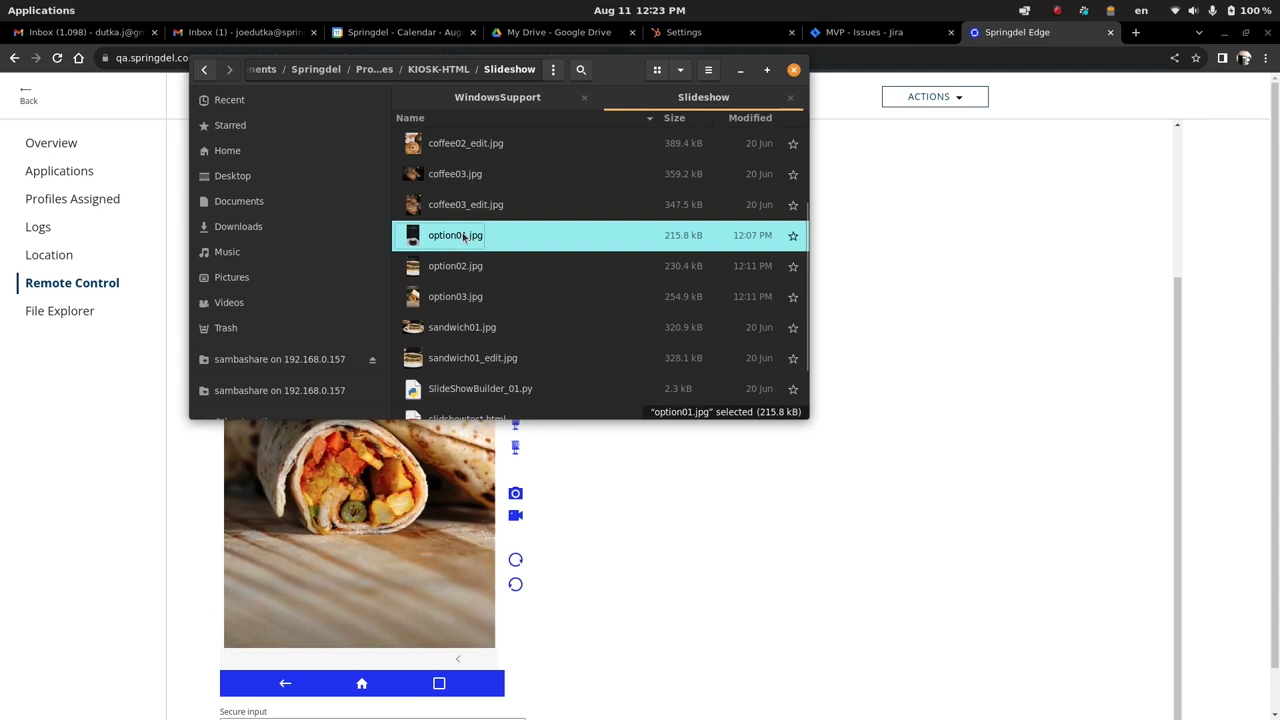 Applications
Aug 11 12:23 PM
en
100 %
Inbox (1,098) - dutka.j@gm
Inbox (1) - joedutka@sprin
Springdel - Calendar - Aug
My Drive - Google Drive
Settings
MVP - Issues - Jira
Springdel Edge
qa.springdel.co
ments / Springdel / Pro…es / KIOSK-HTML / Slideshow
Back
ACTIONS
Overview
Applications
Profiles Assigned
Logs
Location
Remote Control
File Explorer
Recent
Starred
Home
Desktop
Documents
Downloads
Music
Pictures
Videos
Trash
sambashare on 192.168.0.157
sambashare on 192.168.0.157
WindowsSupport
Slideshow
Name Size Modified
coffee02_edit.jpg 389.4 kB 20 Jun
coffee03.jpg 359.2 kB 20 Jun
coffee03_edit.jpg 347.5 kB 20 Jun
option01.jpg 215.8 kB 12:07 PM
option02.jpg 230.4 kB 12:11 PM
option03.jpg 254.9 kB 12:11 PM
sandwich01.jpg 320.9 kB 20 Jun
sandwich01_edit.jpg 328.1 kB 20 Jun
SlideShowBuilder_01.py 2.3 kB 20 Jun
"option01.jpg" selected (215.8 kB)
Secure input